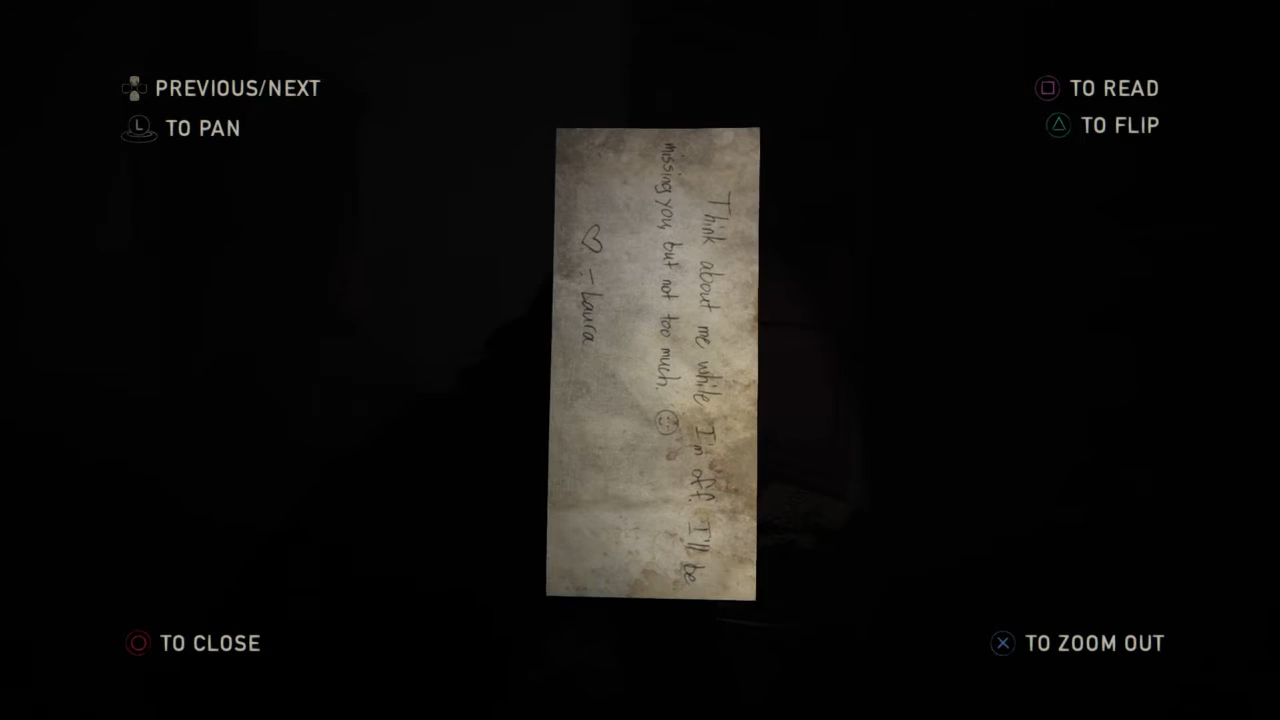 PREVIOUS/NEXT
L TO PAN
TO READ
TO FLIP
Think about me while I'm off. I'll be
missing you, but not too much. 
♡ - Laura
TO CLOSE
TO ZOOM OUT